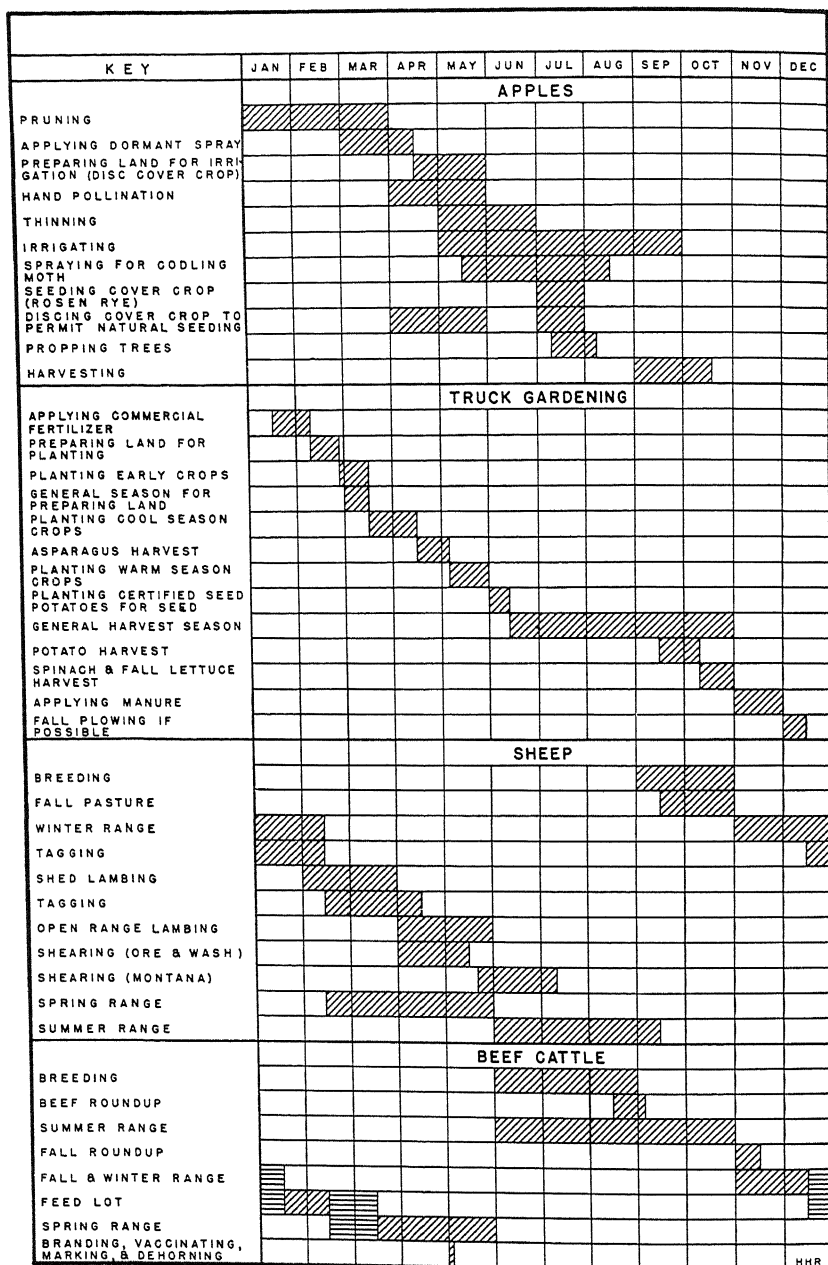 KEY JAN FEB MAR APR MAY JUN JUL AUG SEP OCT NOV DEC
APPLES
PRUNING
APPLYING DORMANT SPRAY
PREPARING LAND FOR IRRI-
GATION (DISC COVER CROP)
HAND POLLINATION
THINNING
IRRIGATING
SPRAYING FOR CODLING
MOTH
SEEDING COVER CROP
(ROSEN RYE)
DISCING COVER CROP TO
PERMIT NATURAL SEEDING
PROPPING TREES
HARVESTING
TRUCK GARDENING
APPLYING COMMERCIAL
FERTILIZER
PREPARING LAND FOR
PLANTING
PLANTING EARLY CROPS
GENERAL SEASON FOR
PREPARING LAND
PLANTING COOL SEASON
CROPS
ASPARAGUS HARVEST
PLANTING WARM SEASON
CROPS
PLANTING CERTIFIED SEED
POTATOES FOR SEED
GENERAL HARVEST SEASON
POTATO HARVEST
SPINACH & FALL LETTUCE
HARVEST
APPLYING MANURE
FALL PLOWING IF
POSSIBLE
SHEEP
BREEDING
FALL PASTURE
WINTER RANGE
TAGGING
SHED LAMBING
TAGGING
OPEN RANGE LAMBING
SHEARING (ORE & WASH)
SHEARING (MONTANA)
SPRING RANGE
SUMMER RANGE
BEEF CATTLE
BREEDING
BEEF ROUNDUP
SUMMER RANGE
FALL ROUNDUP
FALL & WINTER RANGE
FEED LOT
SPRING RANGE
BRANDING, VACCINATING,
MARKING, & DEHORNING
HHR